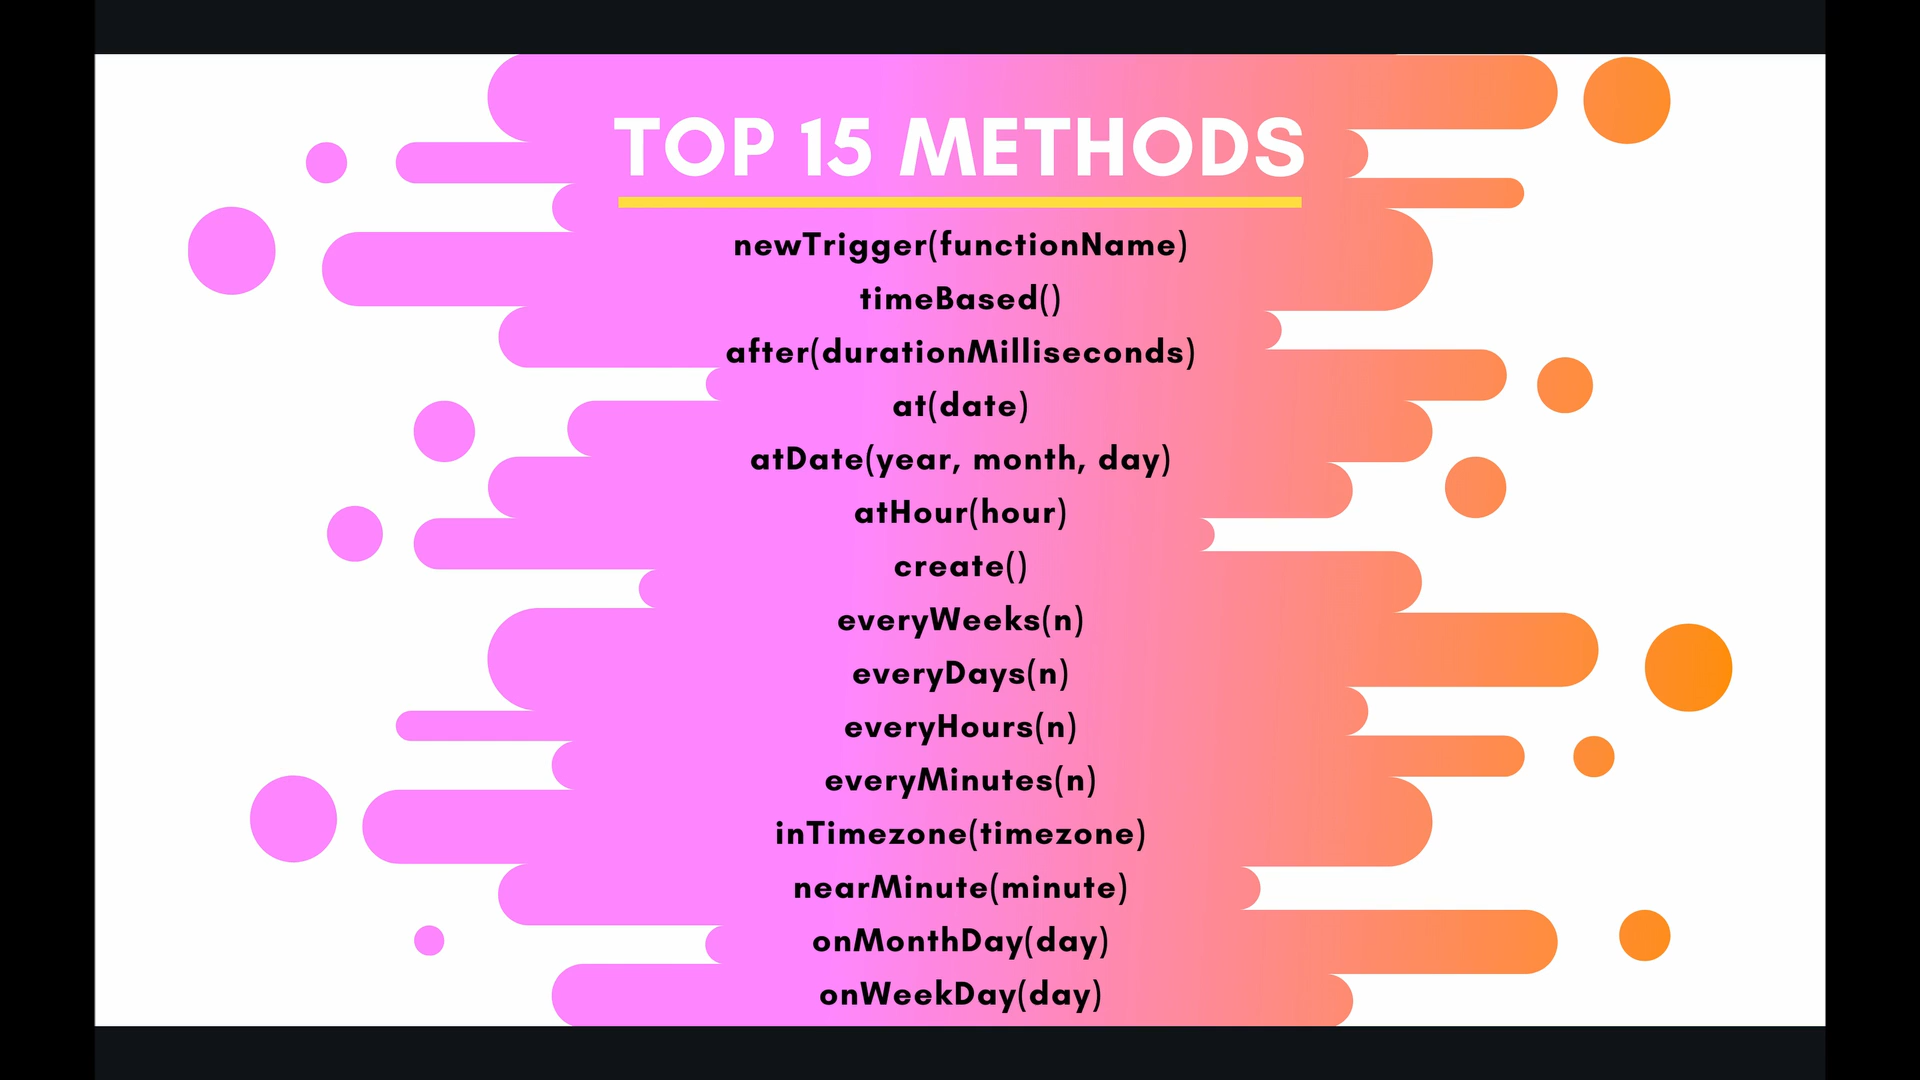 TOP 15 METHODS
newTrigger(functionName)
timeBased()
after(durationMilliseconds)
at(date)
atDate(year, month, day)
atHour(hour)
create()
everyWeeks(n)
everyDays(n)
everyHours(n)
everyMinutes(n)
inTimezone(timezone)
nearMinute(minute)
onMonthDay(day)
onWeekDay(day)